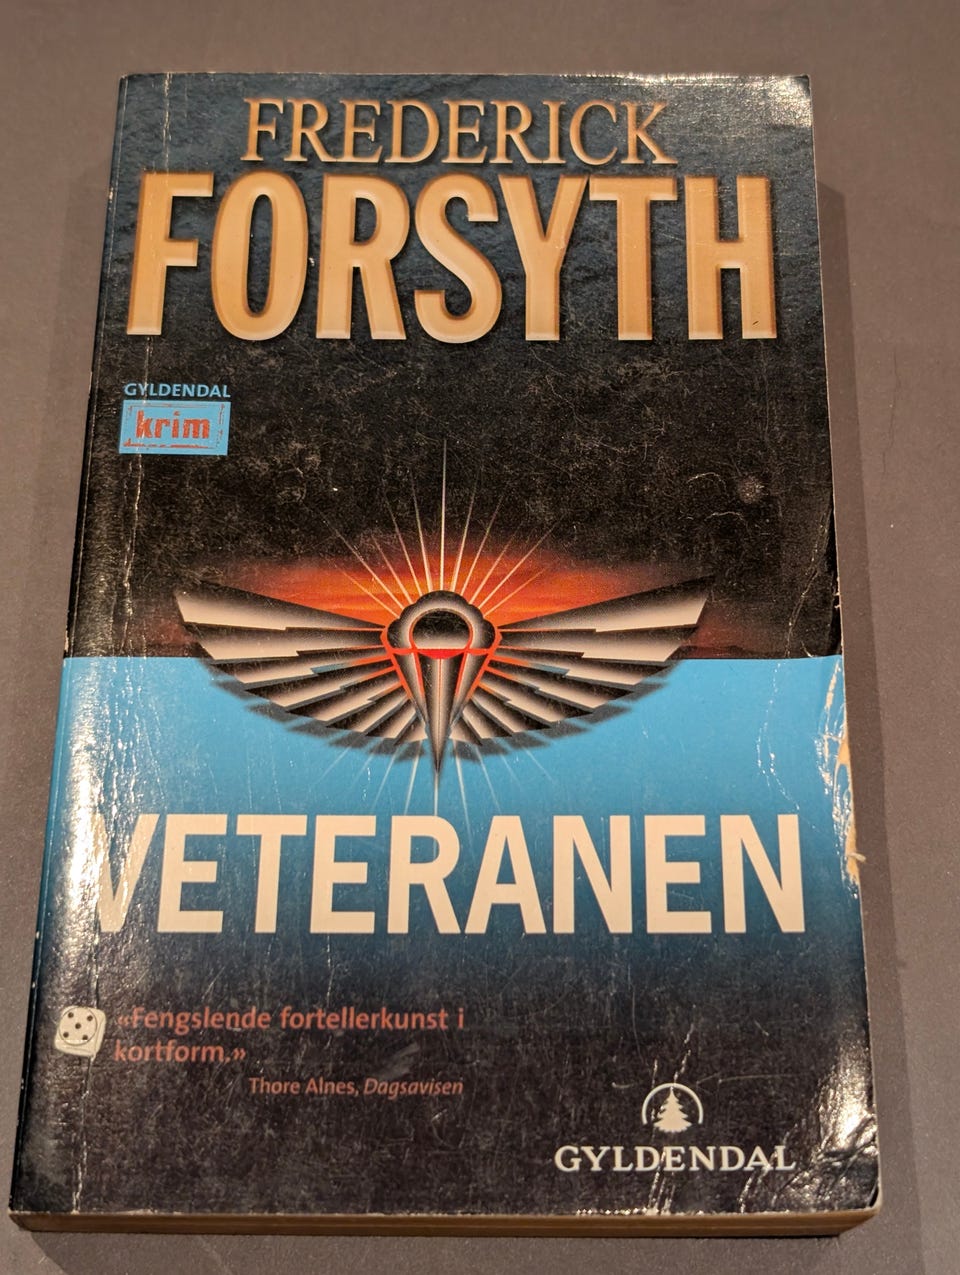 FREDERICK
FORSYTH
GYLDENDAL
krim
VETERANEN
«Fengslende fortellerkunst i
kortform.»
Thore Alnes, Dagsavisen
GYLDENDAL